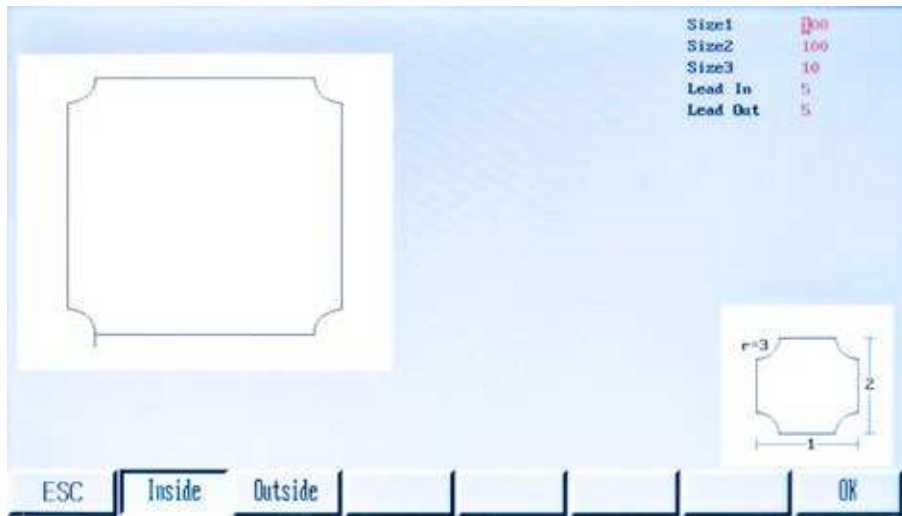 Size1 100
Size2 100
Size3 10
Lead In 5
Lead Out 5
r=3
2
1
ESC Inside Outside OK